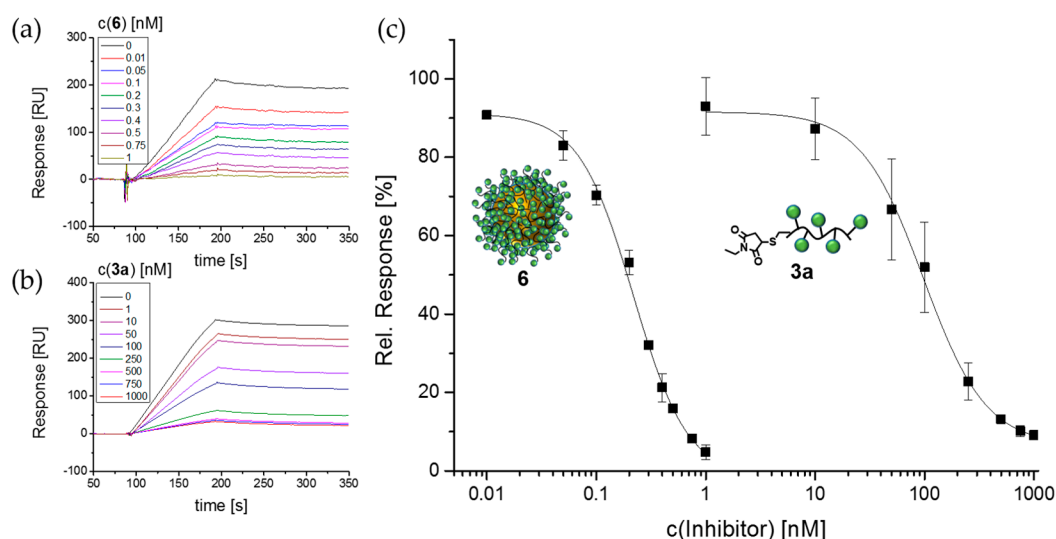 (a)
c(6) [nM]
300
200
100
0
-100
Response [RU]
0
0.01
0.05
0.1
0.2
0.3
0.4
0.5
0.75
1
50 100 150 200 250 300 350
time [s]
(b)
c(3a) [nM]
400
300
200
100
0
-100
Response [RU]
0
1
10
50
100
250
500
750
1000
50 100 150 200 250 300 350
time [s]
(c)
100
80
60
40
20
0
Rel. Response [%]
6
O
N
O
S
3a
0.01 0.1 1 10 100 1000
c(Inhibitor) [nM]